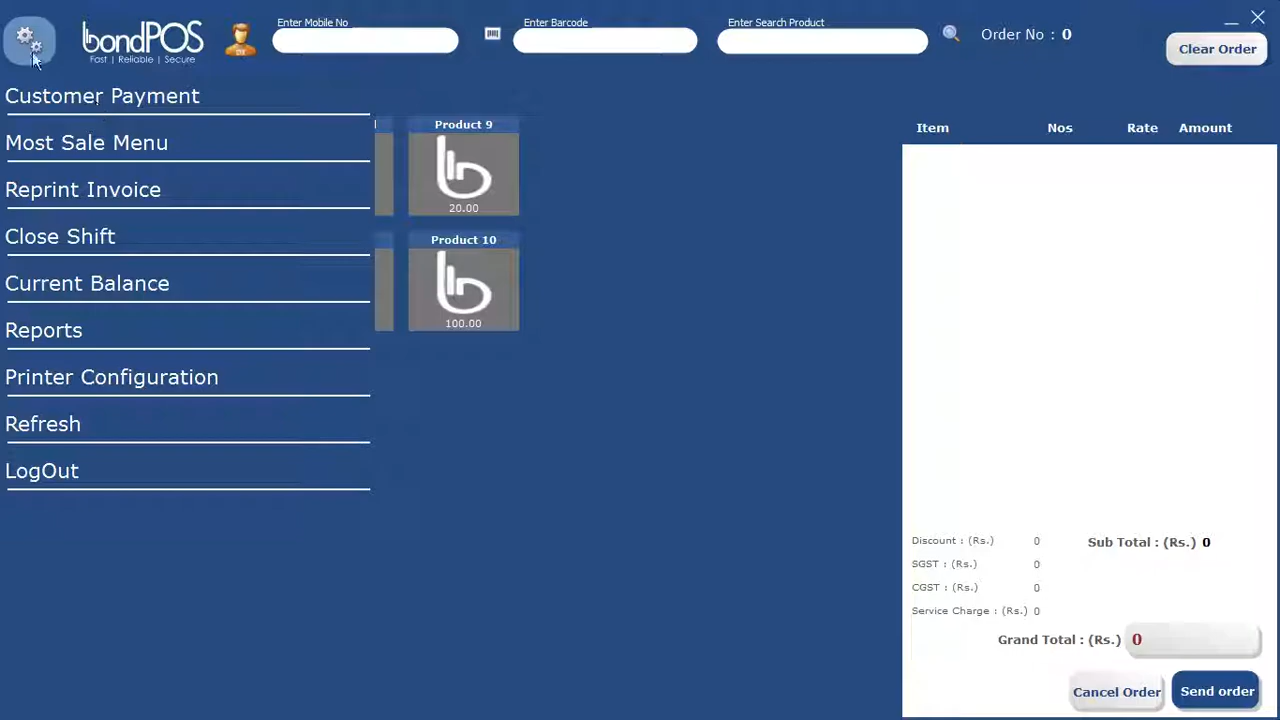 bondPOS
Fast | Reliable | Secure
DX
Enter Mobile No
Enter Barcode
Enter Search Product
Order No : 0
Clear Order
Customer Payment
Most Sale Menu
Reprint Invoice
Close Shift
Current Balance
Reports
Printer Configuration
Refresh
LogOut
Product 9
20.00
Product 10
100.00
Item Nos Rate Amount
Discount : (Rs.) 0
Sub Total : (Rs.) 0
SGST : (Rs.) 0
CGST : (Rs.) 0
Service Charge : (Rs.) 0
Grand Total : (Rs.) 0
Cancel Order
Send order